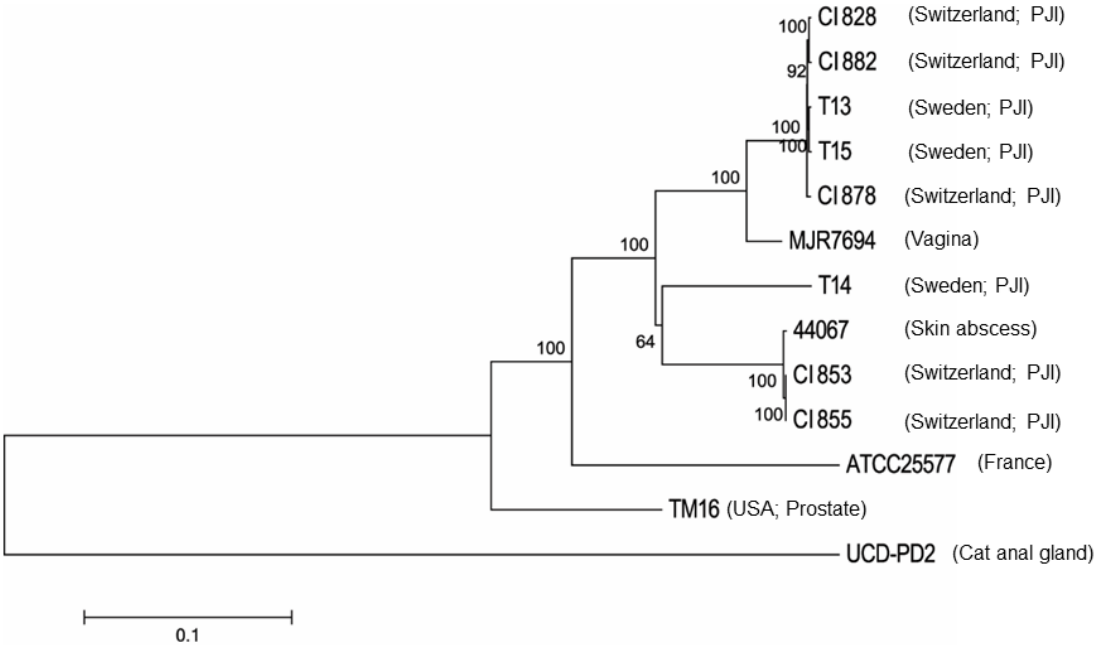 100 CI828 (Switzerland; PJI)
92 CI882 (Switzerland; PJI)
T13 (Sweden; PJI)
100
100 T15 (Sweden; PJI)
100 CI878 (Switzerland; PJI)
MJR7694 (Vagina)
100
T14 (Sweden; PJI)
64 44067 (Skin abscess)
100 CI853 (Switzerland; PJI)
100
100 CI855 (Switzerland; PJI)
ATCC25577 (France)
TM16 (USA; Prostate)
UCD-PD2 (Cat anal gland)
0.1